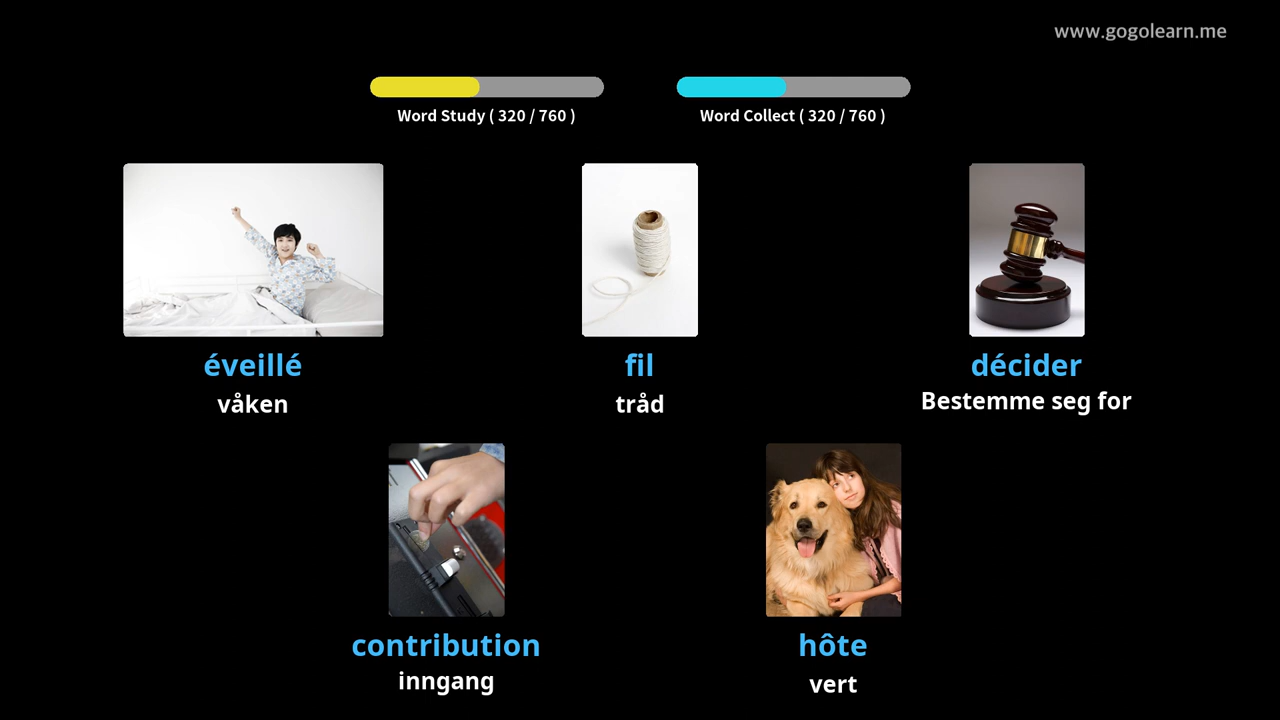 www.gogolearn.me
Word Study ( 320 / 760 )
Word Collect ( 320 / 760 )
éveillé
våken
fil
tråd
décider
Bestemme seg for
contribution
inngang
hôte
vert